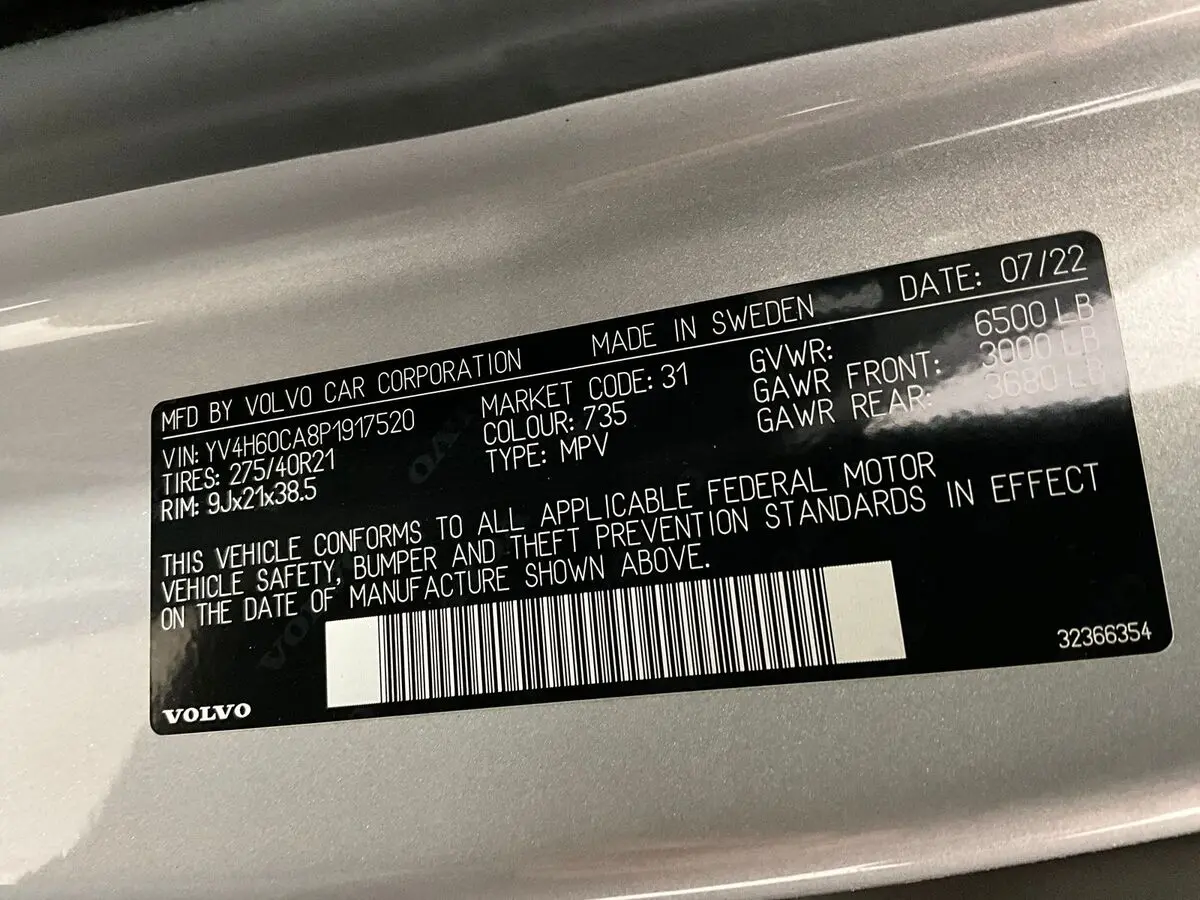 MFD BY VOLVO CAR CORPORATION MADE IN SWEDEN DATE: 07/22
VIN: YV4H60CA8P1917520 MARKET CODE: 31 GVWR: 6500 LB
TIRES: 275/40R21 COLOUR: 735 GAWR FRONT: 3000 LB
RIM: 9Jx21x38.5 TYPE: MPV GAWR REAR: 3680 LB
THIS VEHICLE CONFORMS TO ALL APPLICABLE FEDERAL MOTOR
VEHICLE SAFETY, BUMPER AND THEFT PREVENTION STANDARDS IN EFFECT
ON THE DATE OF MANUFACTURE SHOWN ABOVE.
32366354
VOLVO